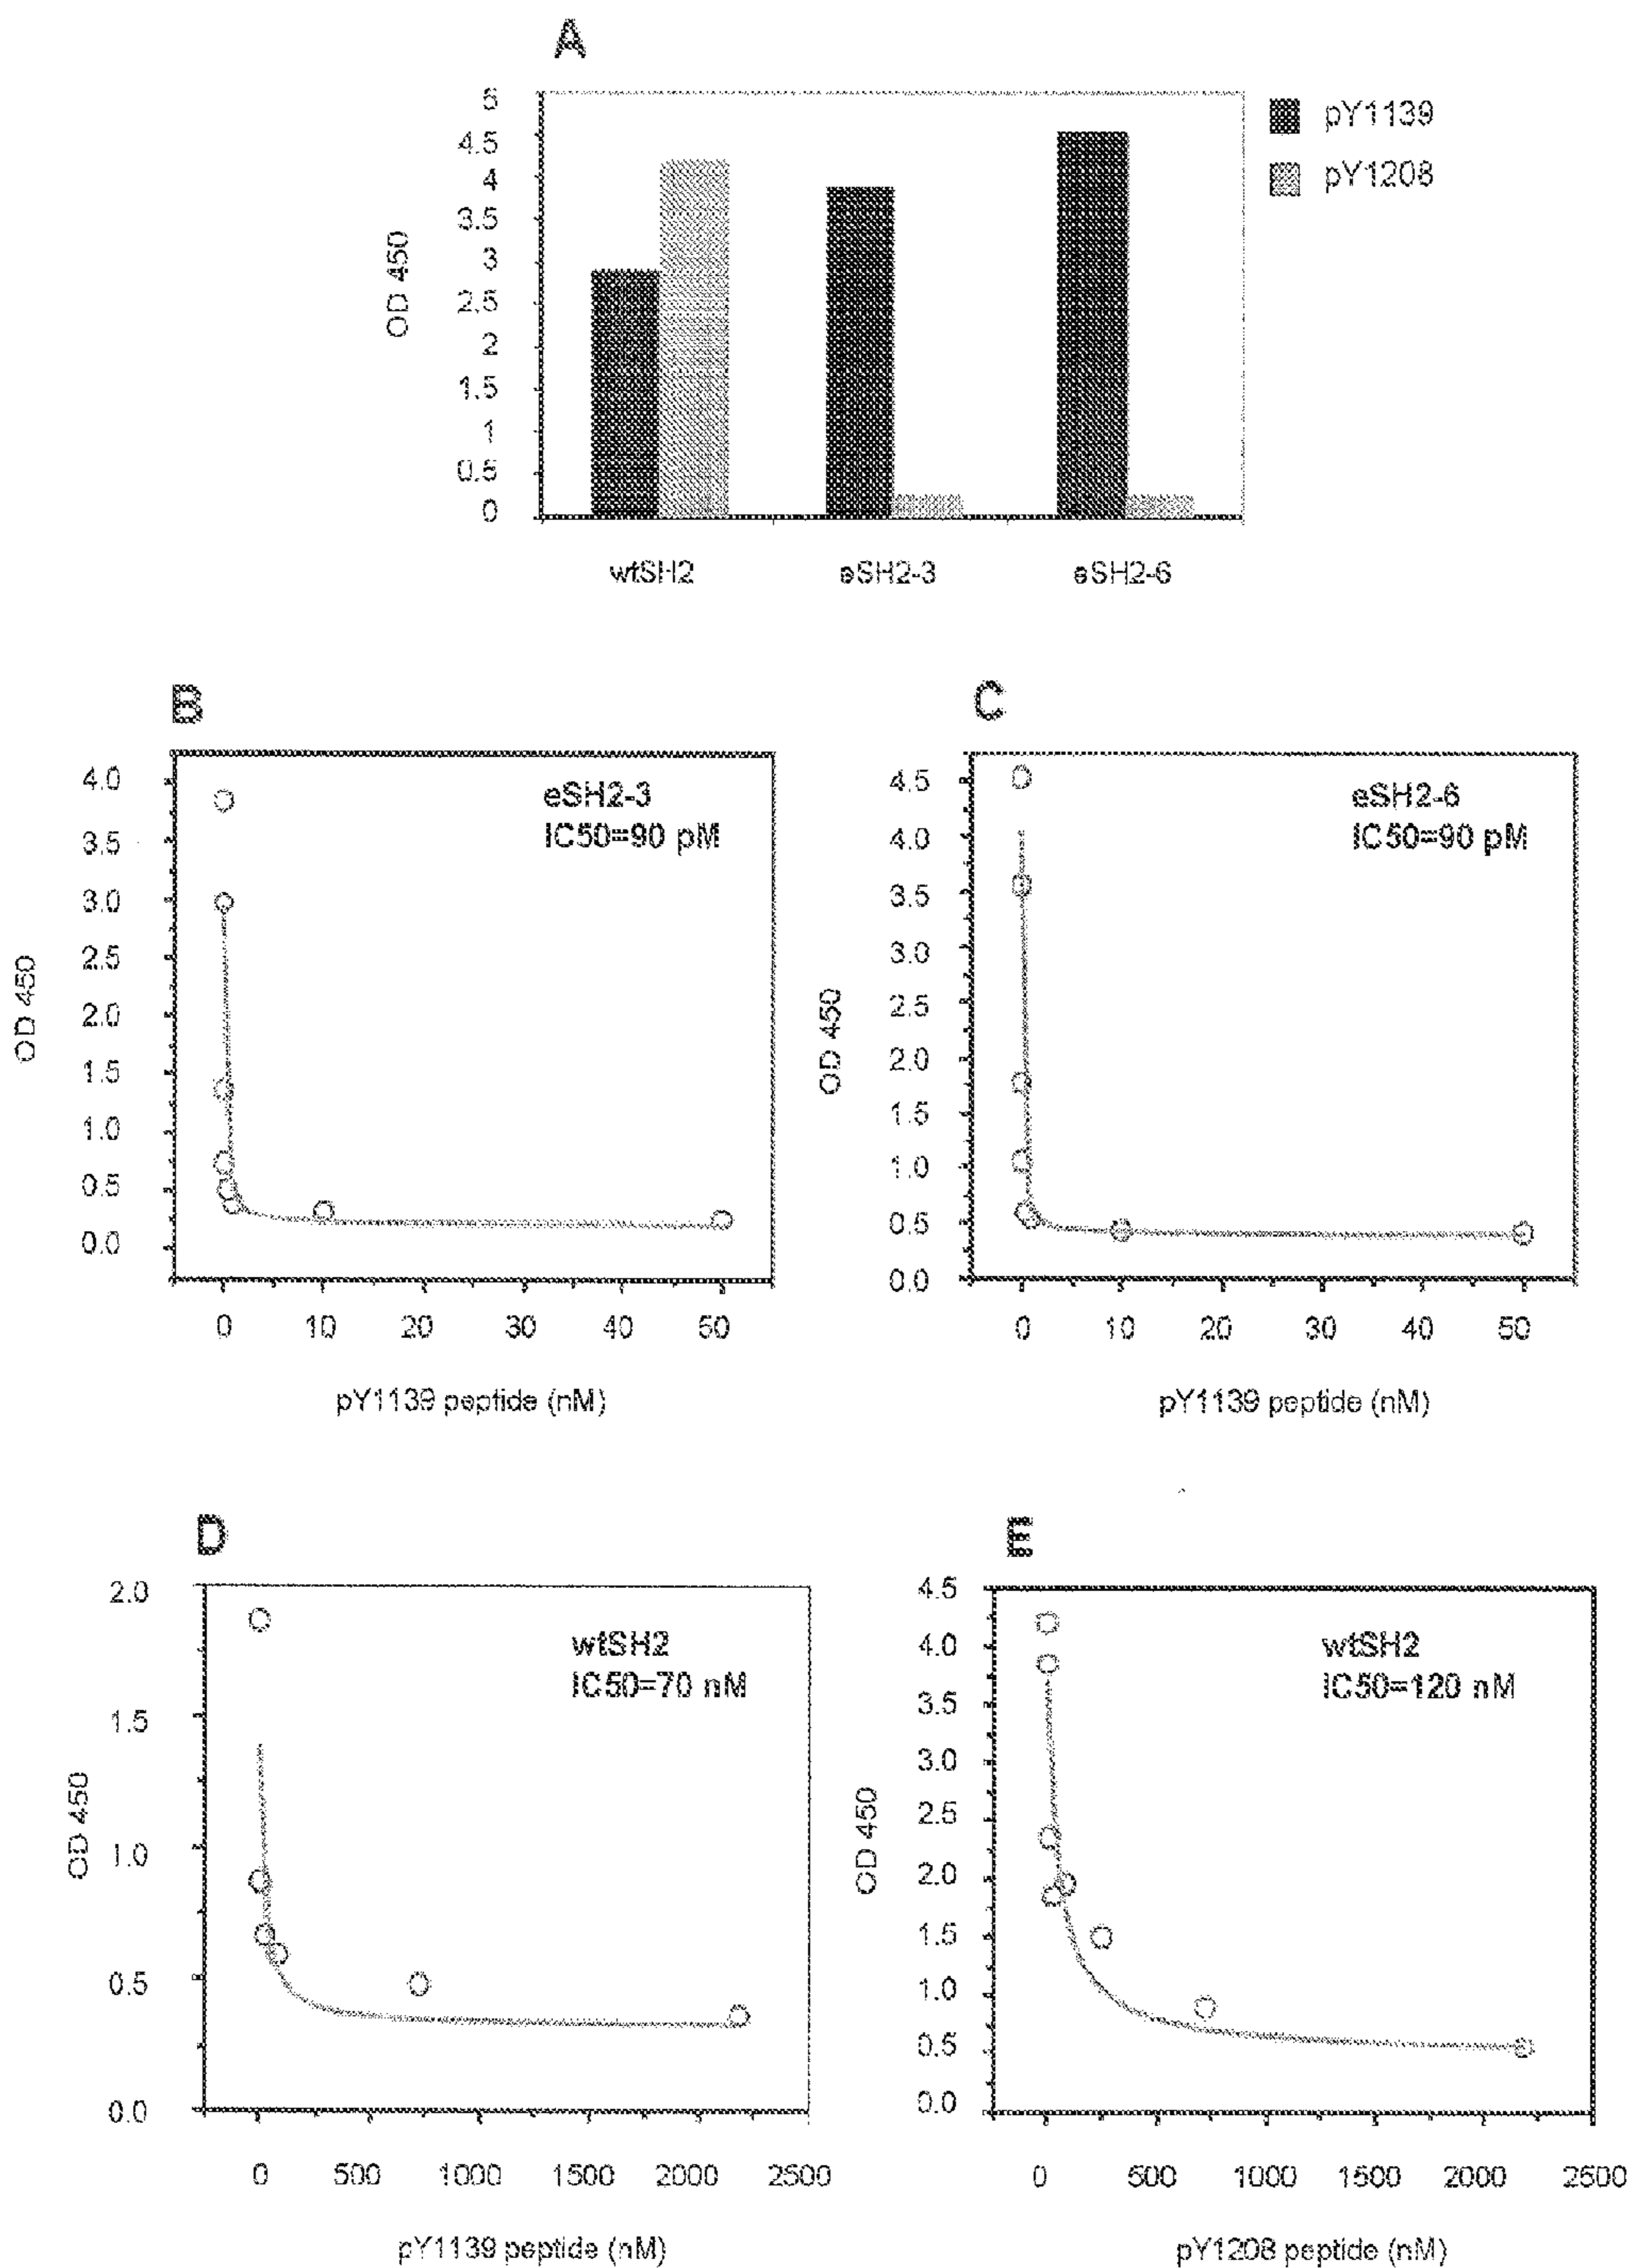 A
5
4.5
4
3.5
3
2.5
2
1.5
1
0.5
0
OD 450
pY1139
pY1208
wtSH2
eSH2-3
eSH2-6
B
4.0
3.5
3.0
2.5
2.0
1.5
1.0
0.5
0.0
OD 450
eSH2-3
IC50=90 pM
0 10 20 30 40 50
pY1139 peptide (nM)
C
4.5
4.0
3.5
3.0
2.5
2.0
1.5
1.0
0.5
0.0
OD 450
eSH2-6
IC50=90 pM
0 10 20 30 40 50
pY1139 peptide (nM)
D
2.0
1.5
1.0
0.5
0.0
OD 450
wtSH2
IC50=70 nM
0 500 1000 1500 2000 2500
pY1139 peptide (nM)
E
4.5
4.0
3.5
3.0
2.5
2.0
1.5
1.0
0.5
0.0
OD 450
wtSH2
IC50=120 nM
0 500 1000 1500 2000 2500
pY1208 peptide (nM)